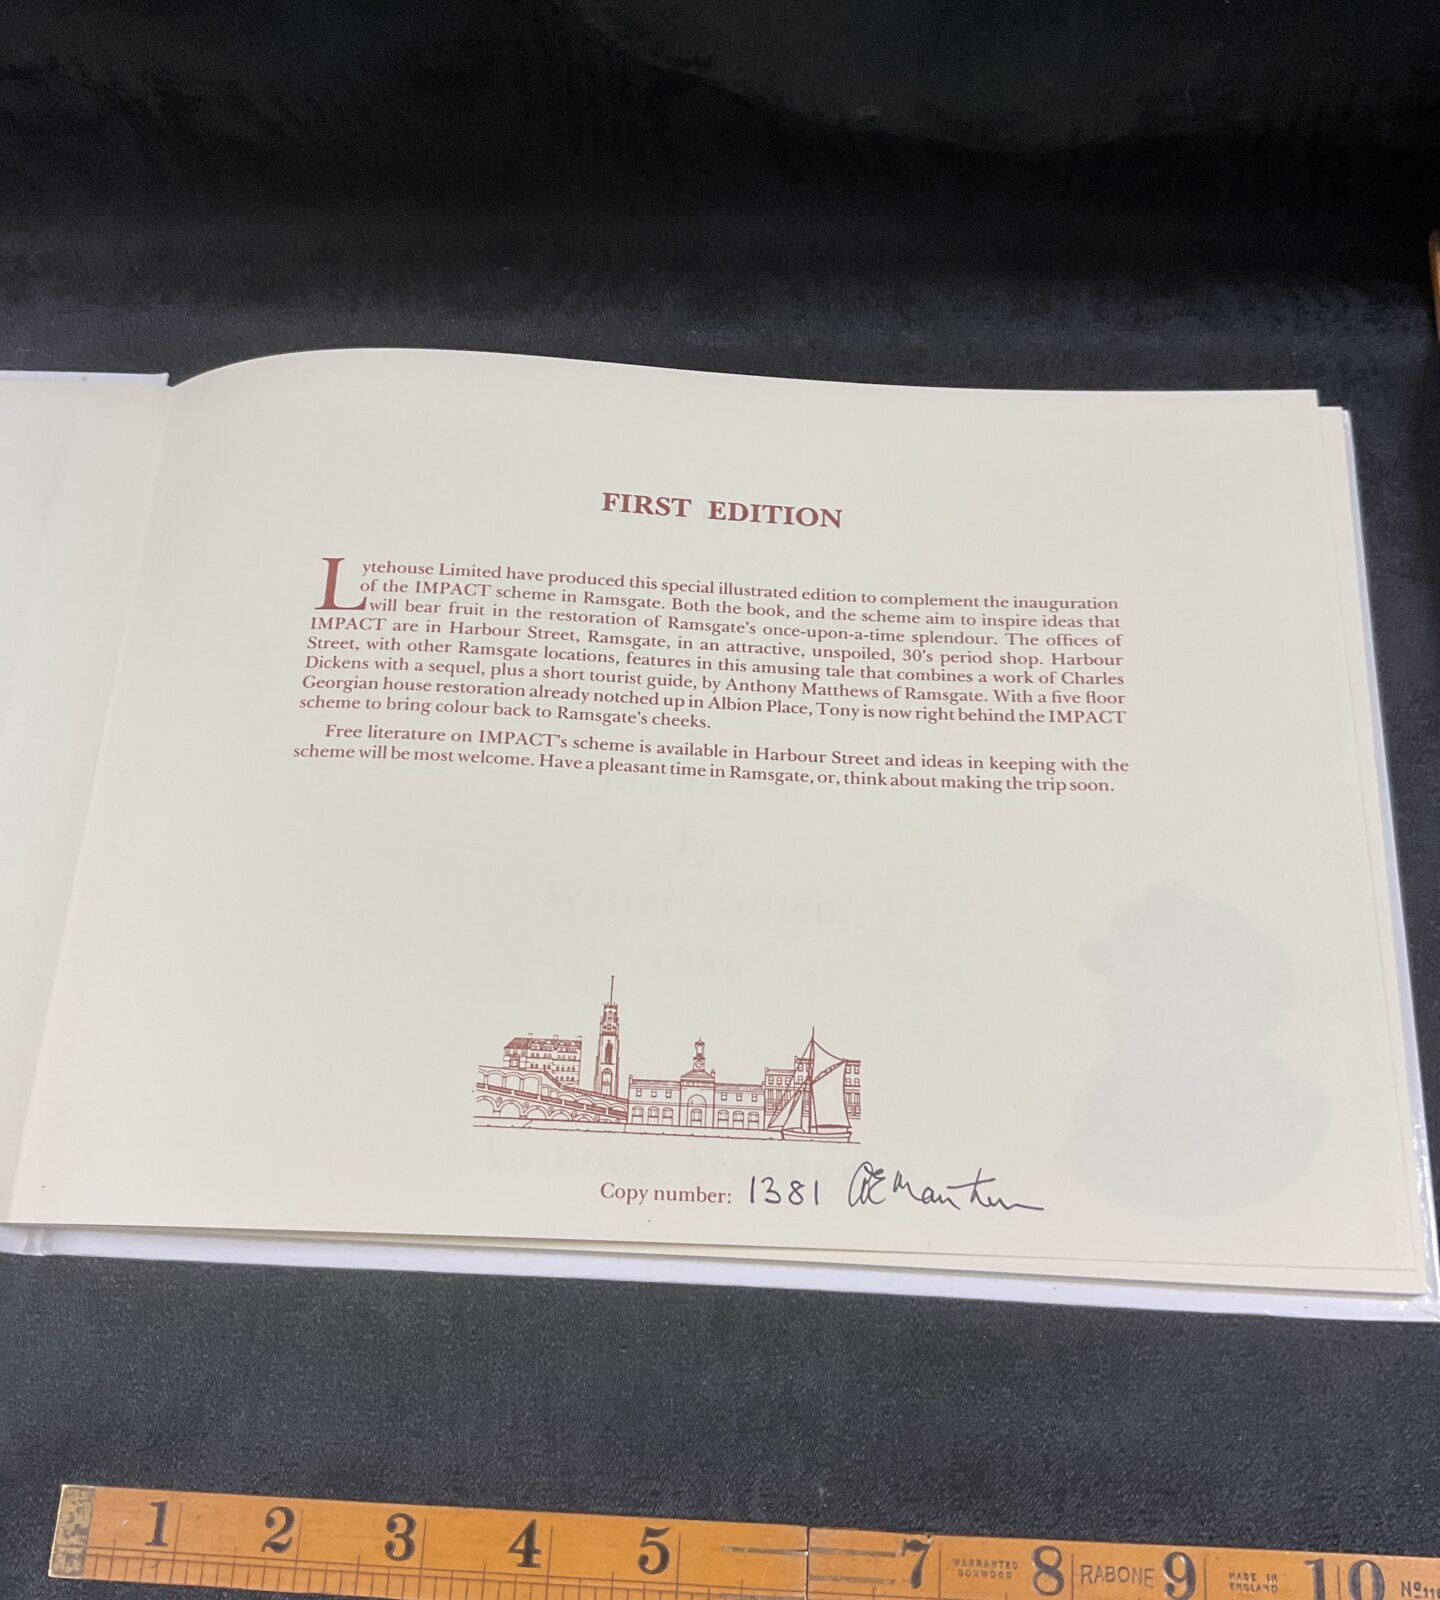 FIRST EDITION
Lytehouse Limited have produced this special illustrated edition to complement the inauguration
of the IMPACT scheme in Ramsgate. Both the book, and the scheme aim to inspire ideas that
will bear fruit in the restoration of Ramsgate's once-upon-a-time splendour. The offices of
IMPACT are in Harbour Street, Ramsgate, in an attractive, unspoiled, 30's period shop. Harbour
Street, with other Ramsgate locations, features in this amusing tale that combines a work of Charles
Dickens with a sequel, plus a short tourist guide, by Anthony Matthews of Ramsgate. With a five floor
Georgian house restoration already notched up in Albion Place, Tony is now right behind the IMPACT
scheme to bring colour back to Ramsgate's cheeks.
Free literature on IMPACT's scheme is available in Harbour Street and ideas in keeping with the
scheme will be most welcome. Have a pleasant time in Ramsgate, or, think about making the trip soon.
Copy number: 1381
1 2 3 4 5 7 WARRANTED BOXWOOD 8 RABONE 9 MADE IN ENGLAND 10